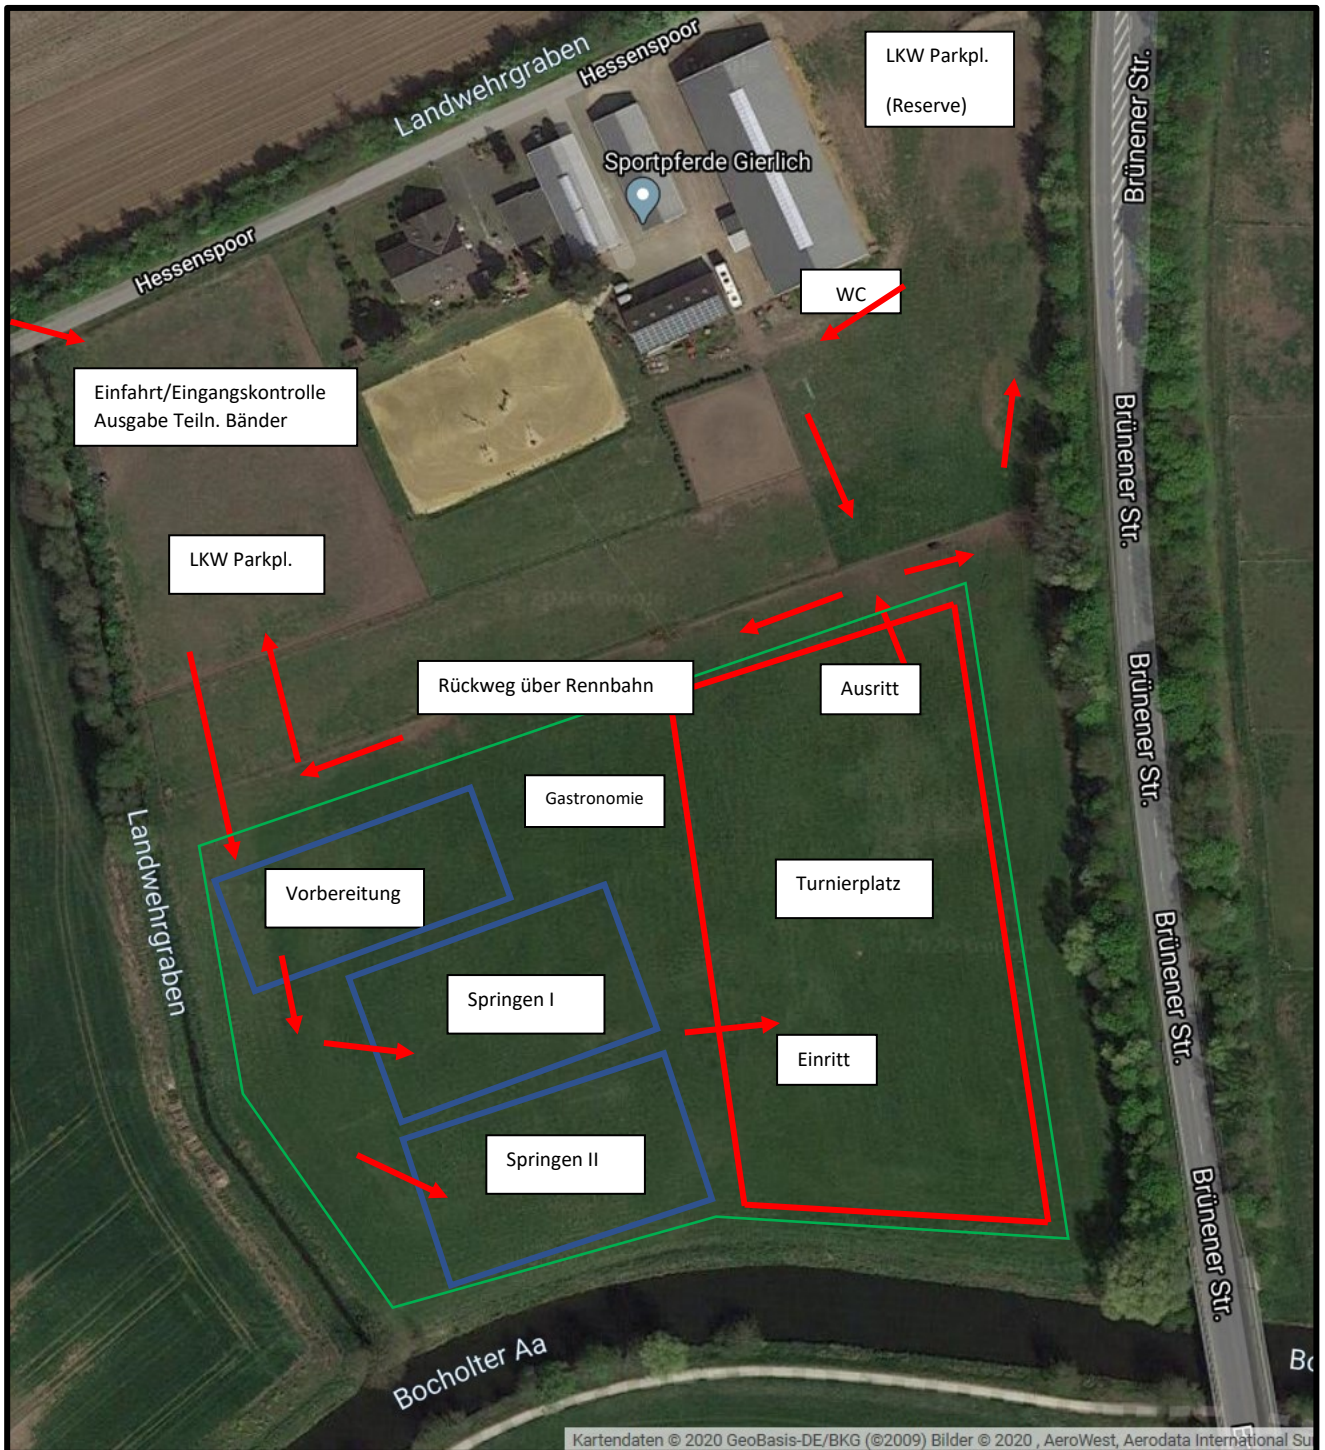 LKW Parkpl.
(Reserve)
Hessenspoor
Landwehrgraben
Brünener Str.
Sportpferde Gierlich
Hessenspoor
WC
Einfahrt/Eingangskontrolle
Ausgabe Teiln. Bänder
Brünener Str.
LKW Parkpl.
Rückweg über Rennbahn
Ausritt
Brünener Str.
Gastronomie
Landwehrgraben
Vorbereitung
Turnierplatz
Springen I
Brünener Str.
Einritt
Springen II
Brünener Str.
Bocholter Aa
Bo
Kartendaten © 2020 GeoBasis-DE/BKG (©2009) Bilder © 2020 , AeroWest, Aerodata International Su